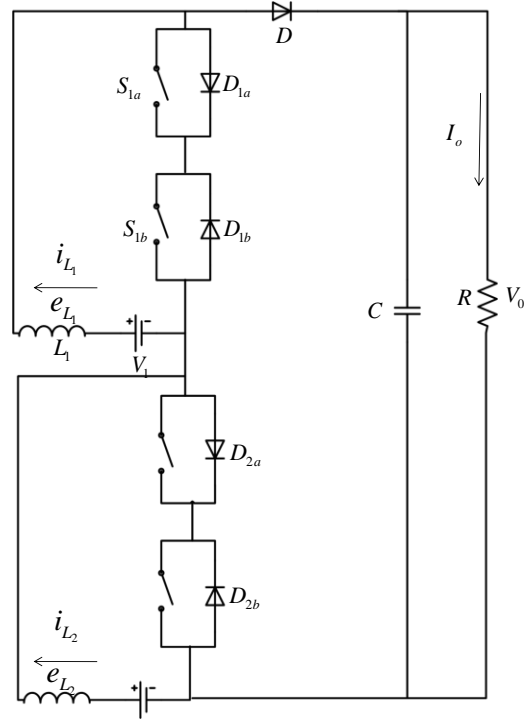 D
S1a
D1a
Io
S1b
D1b
iL1
eL1
L1
+ -
V1
C
R
V0
D2a
D2b
iL2
eL2
+ -